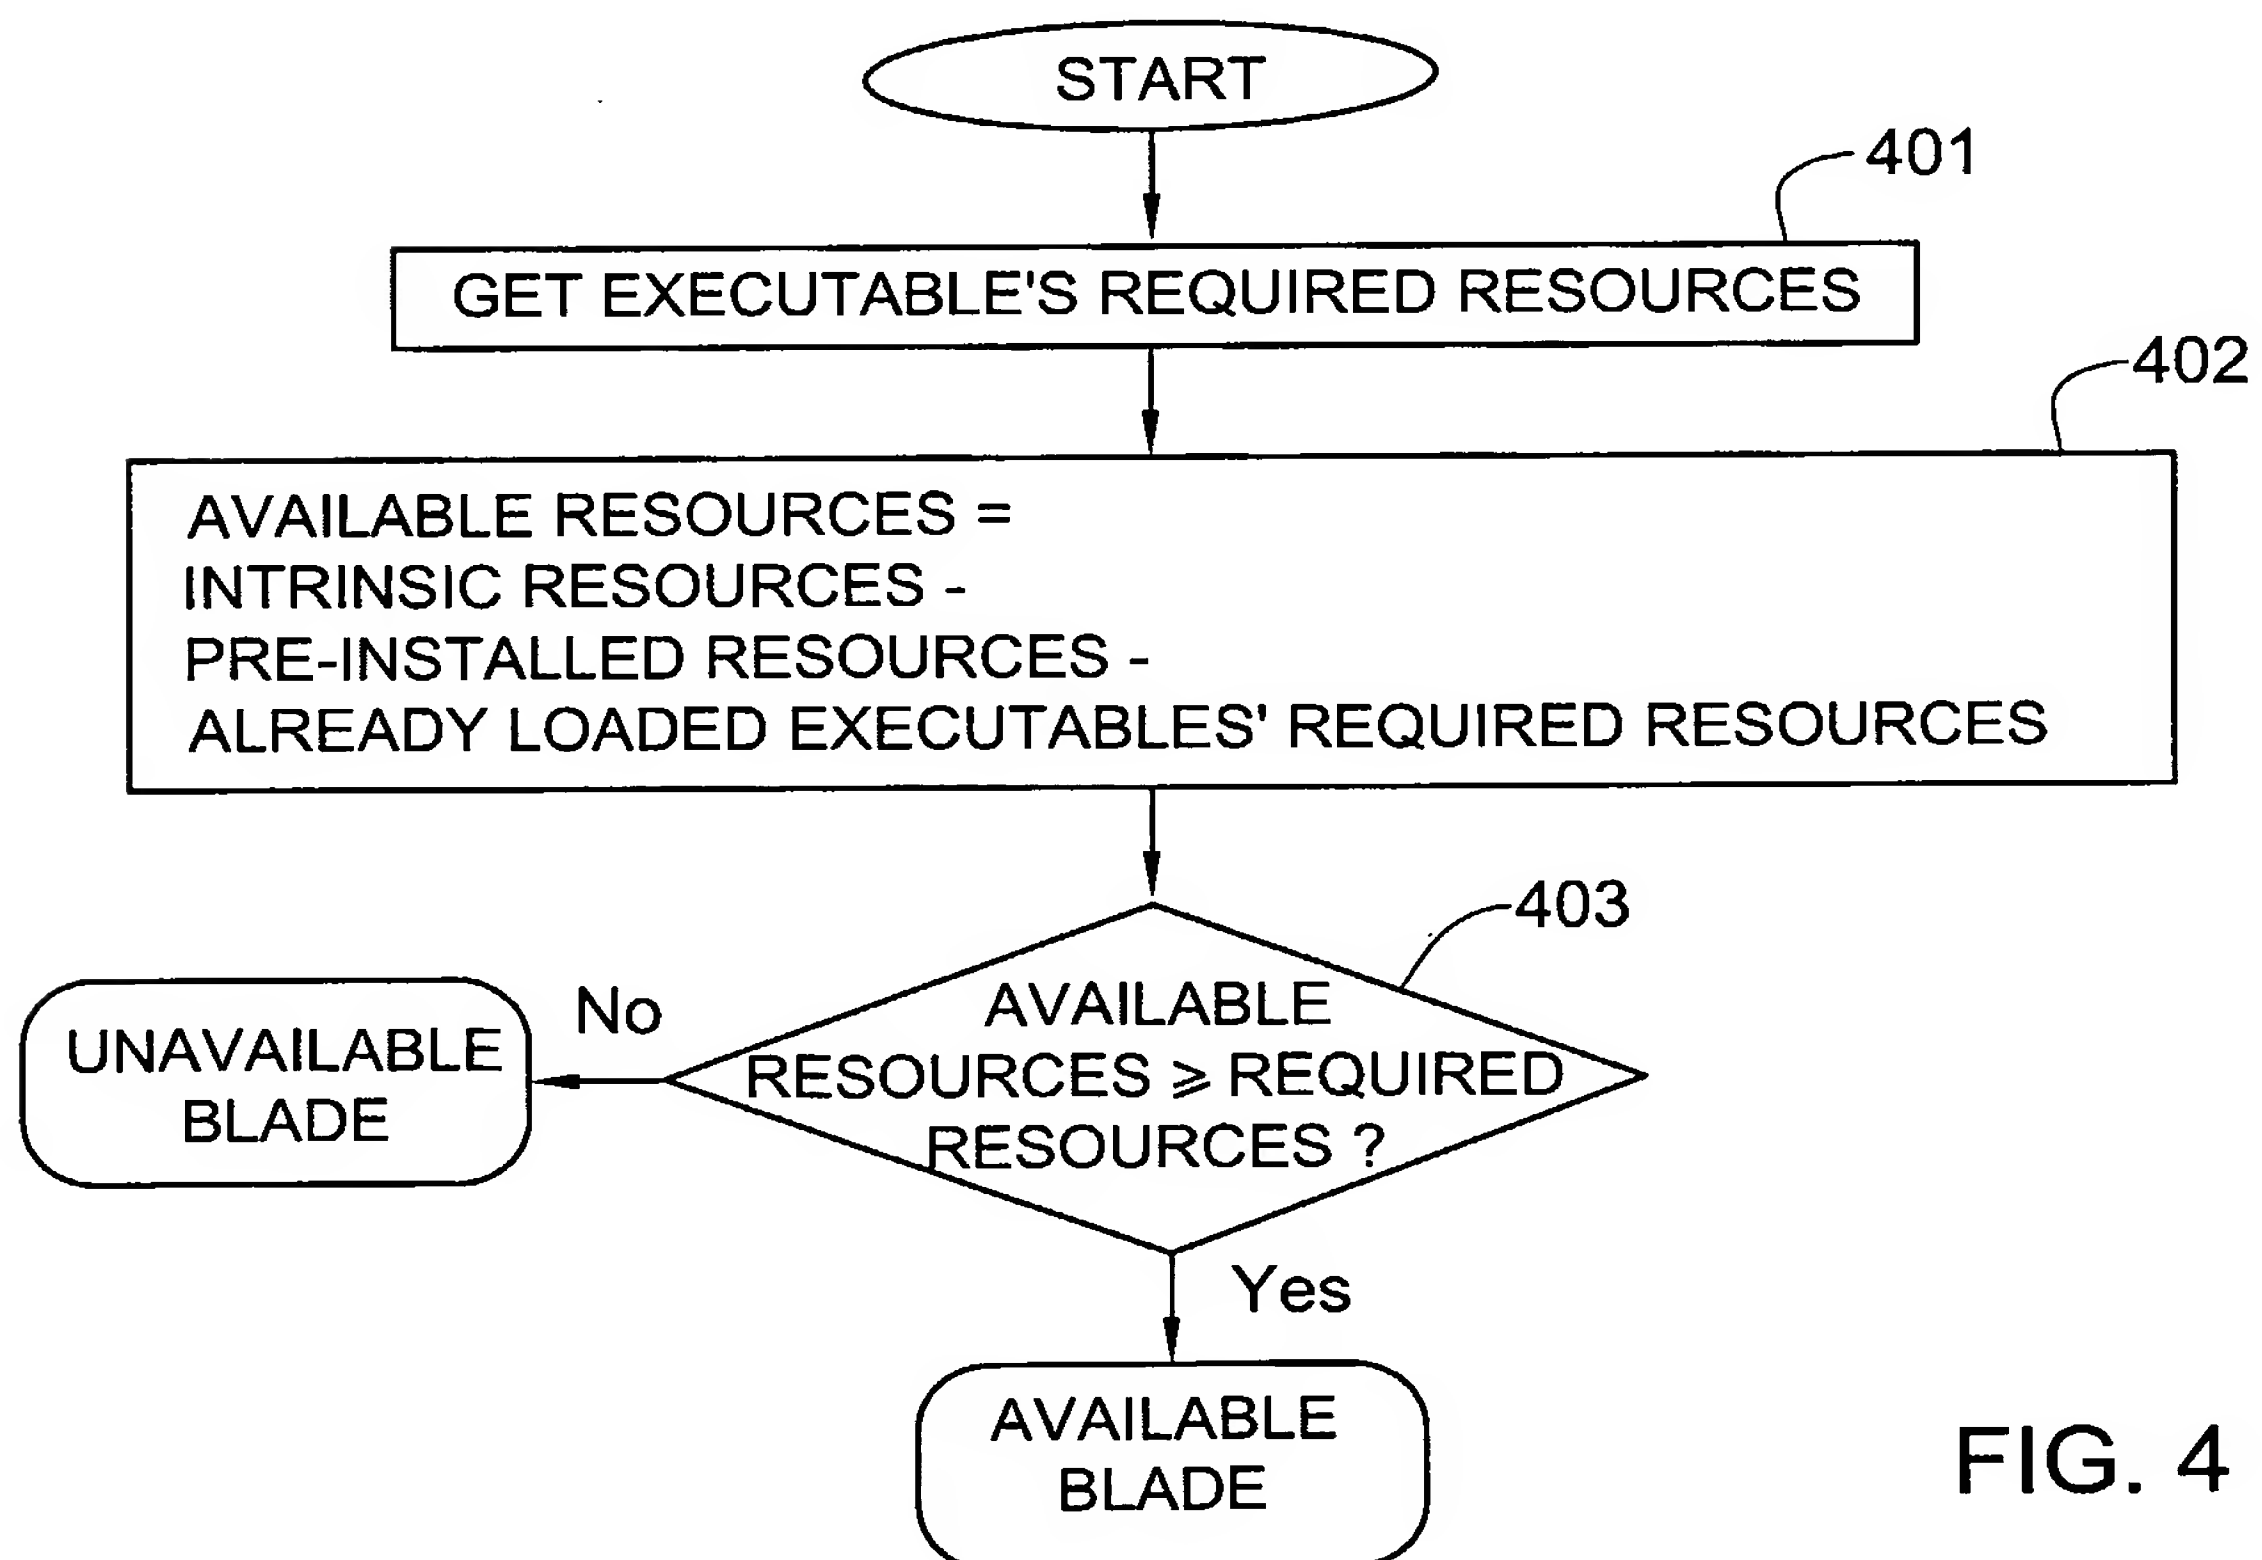 START
401
GET EXECUTABLE'S REQUIRED RESOURCES
402
AVAILABLE RESOURCES =
INTRINSIC RESOURCES -
PRE-INSTALLED RESOURCES -
ALREADY LOADED EXECUTABLES' REQUIRED RESOURCES
403
AVAILABLE
RESOURCES ⩾ REQUIRED
RESOURCES ?
No
UNAVAILABLE
BLADE
Yes
AVAILABLE
BLADE
FIG. 4